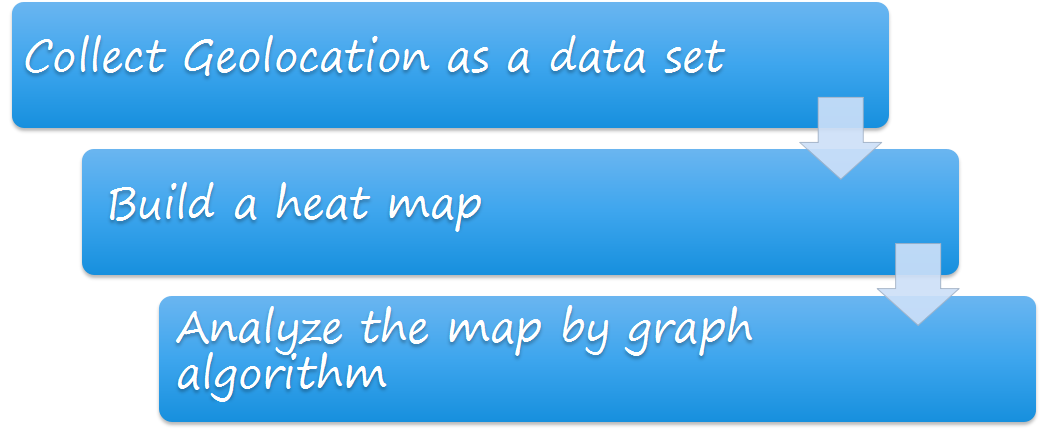 Collect Geolocation as a data set
Build a heat map
Analyze the map by graph
algorithm